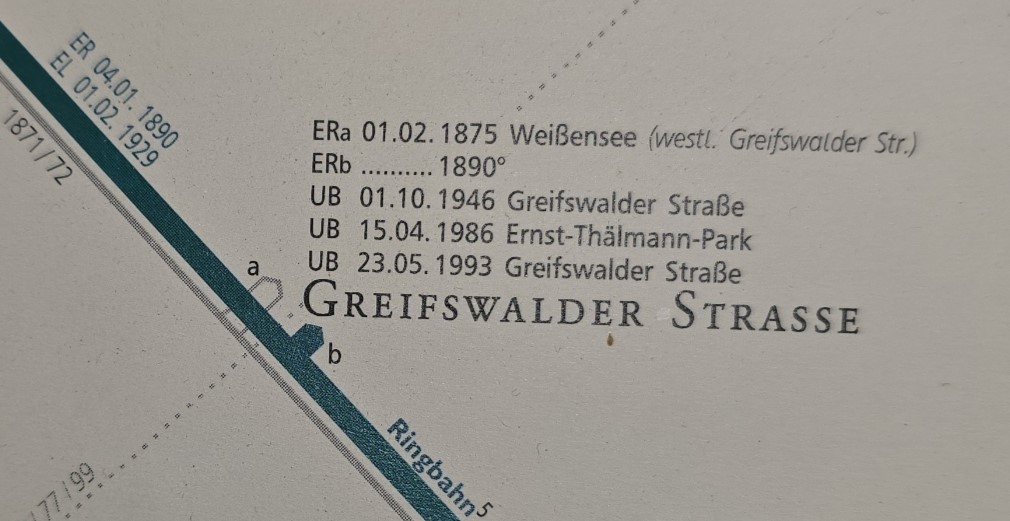 ER 04.01. 1890
EL 01.02. 1929
1871/72
ERa 01.02. 1875 Weißensee (westl. Greifswalder Str.)
ERb .......... 1890°
UB 01.10. 1946 Greifswalder Straße
UB 15.04. 1986 Ernst-Thälmann-Park
UB 23.05. 1993 Greifswalder Straße
a
GREIFSWALDER STRASSE
b
Ringbahn 5
77/99